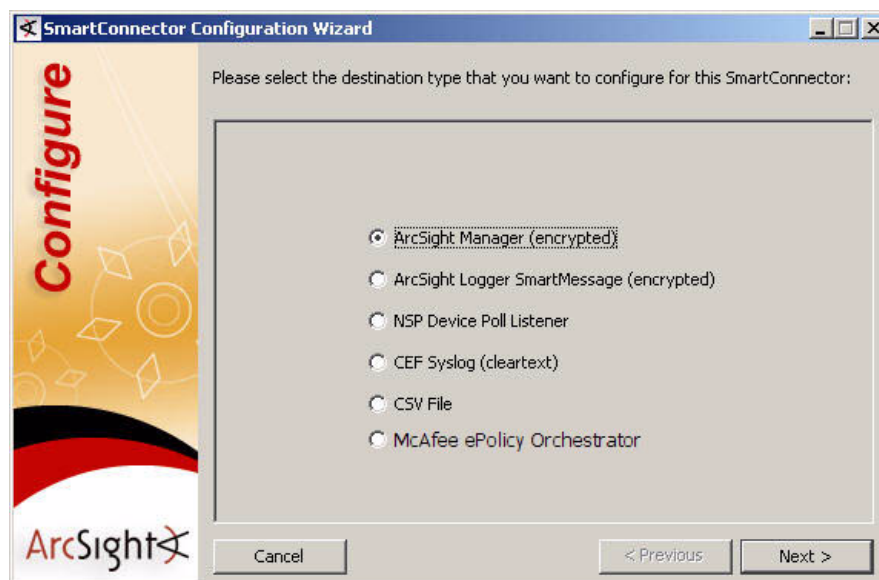 SmartConnector Configuration Wizard
Configure
Please select the destination type that you want to configure for this SmartConnector:
ArcSight Manager (encrypted)
ArcSight Logger SmartMessage (encrypted)
NSP Device Poll Listener
CEF Syslog (cleartext)
CSV File
McAfee ePolicy Orchestrator
ArcSight
Cancel
< Previous
Next >